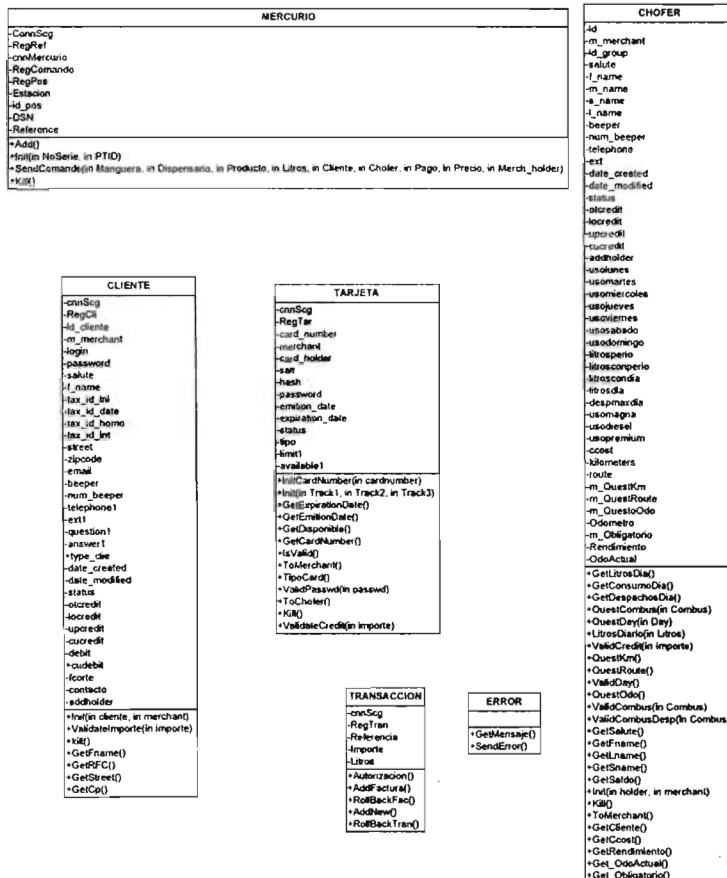 MERCURIO
-ConnScg
-RegRef
-cnnMercurio
-RegComando
-RegPos
-Estacion
-id_pos
-DSN
-Reference
+Add()
+Init(in NoSerie, in PTID)
+SendComande(in Manguera, in Dispensario, in Producto, in Litros, in Cliente, in Chofer, in Pago, in Precio, in Merch_holder)
+Kill()
CHOFER
-id
-m_merchant
-id_group
-salute
-f_name
-m_name
-s_name
-l_name
-beeper
-num_beeper
-telephone
-ext
-date_created
-date_modified
-status
-otcredit
-locredit
-upcredit
-cucredit
-addholder
-usolunes
-usomartes
-usomiercoles
-usojueves
-usoviernes
-usosabado
-usodomingo
-litrosperio
-litrosconperio
-litroscondia
-litrosdia
-despmaxdia
-usomagna
-usodiesel
-usopremium
-ccost
-kilometers
-route
-m_QuestKm
-m_QuestRoute
-m_QuestoOdo
-Odometro
-m_Obligatorio
-Rendimiento
-OdoActual
+GetLitrosDia()
+GetConsumoDia()
+GetDespachosDia()
+QuestCombus(in Combus)
+QuestDay(in Day)
+LitrosDiario(in Litros)
+ValidCredit(in importe)
+QuestKm()
+QuestRoute()
+ValidDay()
+QuestOdo()
+ValidCombus(in Combus)
+ValidCombusDesp(in Combus
+GetSalute()
+GetFname()
+GetLname()
+GetSname()
+GetSaldo()
+Init(in holder, in merchant)
+Kill()
+ToMerchant()
+GetCliente()
+GetCcost()
+GetRendimiento()
+Get_OdoActual()
+Get_Obligatorio()
CLIENTE
-cnnScg
-RegCli
-id_cliente
-m_merchant
-login
-password
-salute
-f_name
-tax_id_ini
-tax_id_date
-tax_id_homo
-tax_id_int
-street
-zipcode
-email
-beeper
-num_beeper
-telephone1
-ext1
-question1
-answer1
+type_clie
-date_created
-date_modified
-status
-otcredit
-locredit
-upcredit
-cucredit
-debit
+cudebit
-fcorte
-contacto
-addholder
+Init(in cliente, in merchant)
+ValidateImporte(in importe)
+kill()
+GetFname()
+GetRFC()
+GetStreet()
+GetCp()
TARJETA
-cnnScg
-RegTar
-card_number
-merchant
-card_holder
-salt
-hash
-password
-emition_date
-expiration_date
-status
-tipo
-limit1
-available1
+InitCardNumber(in cardnumber)
+Init(in Track1, in Track2, in Track3)
+GetExpirationDate()
+GetEmitionDate()
+GetDisponible()
+GetCardNumber()
+IsValid()
+ToMerchant()
+TipoCard()
+ValidPasswd(in passwd)
+ToChofer()
+Kill()
+ValidateCredit(in importe)
TRANSACCION
-cnnScg
-RegTran
-Referencia
-Importe
-Litros
+Autorizacion()
+AddFactura()
+RollBackFac()
+AddNew()
+RollBackTran()
ERROR
+GetMensaje()
+SendError()